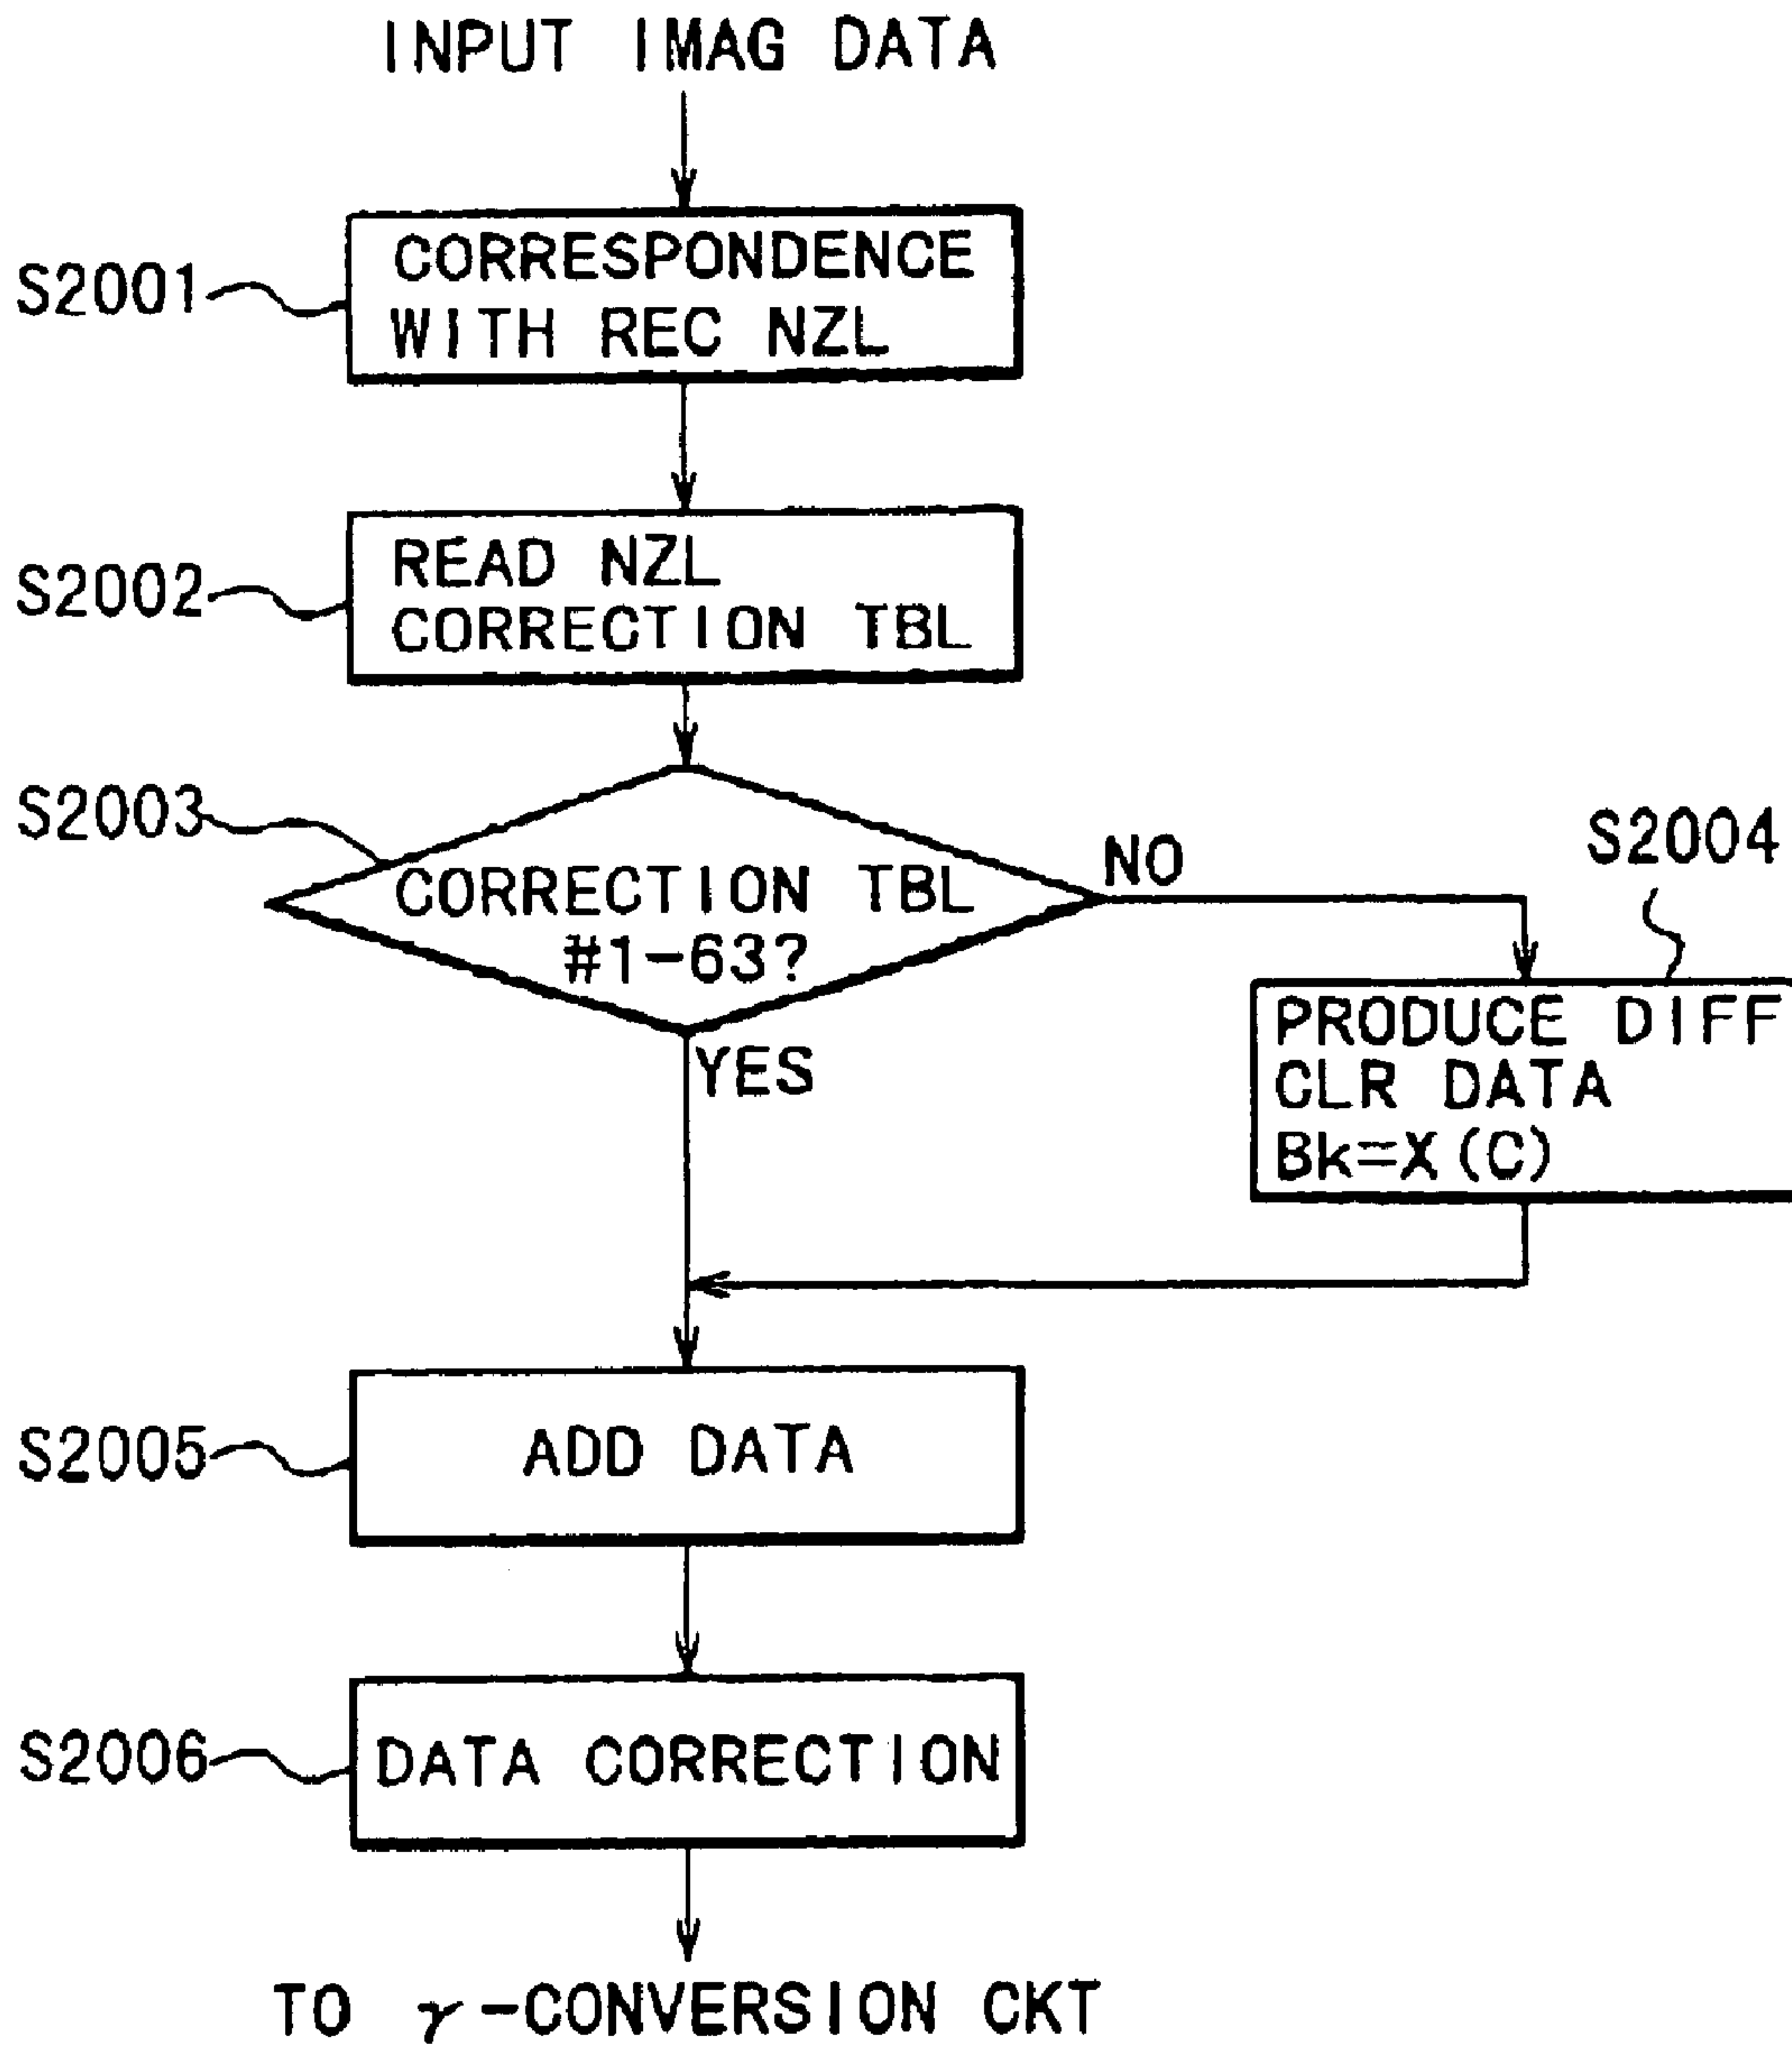 INPUT IMAG DATA
S2001
CORRESPONDENCE
WITH REC NZL
S2002
READ NZL
CORRECTION TBL
S2003
CORRECTION TBL
#1-63?
NO
YES
S2004
PRODUCE DIFF
CLR DATA
Bk=X(C)
S2005
ADD DATA
S2006
DATA CORRECTION
TO γ-CONVERSION CKT